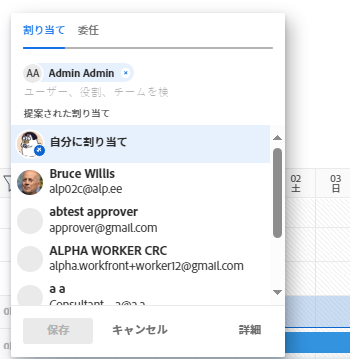 割り当て 委任
AA Admin Admin ×
ユーザー、役割、チームを検
提案された割り当て
自分に割り当て
Bruce Willis
alp02c@alp.ee
abtest approver
approver@gmail.com
ALPHA WORKER CRC
alpha.workfront+worker12@gmail.com
a a
Consultant
保存 キャンセル 詳細
02 03
土 日